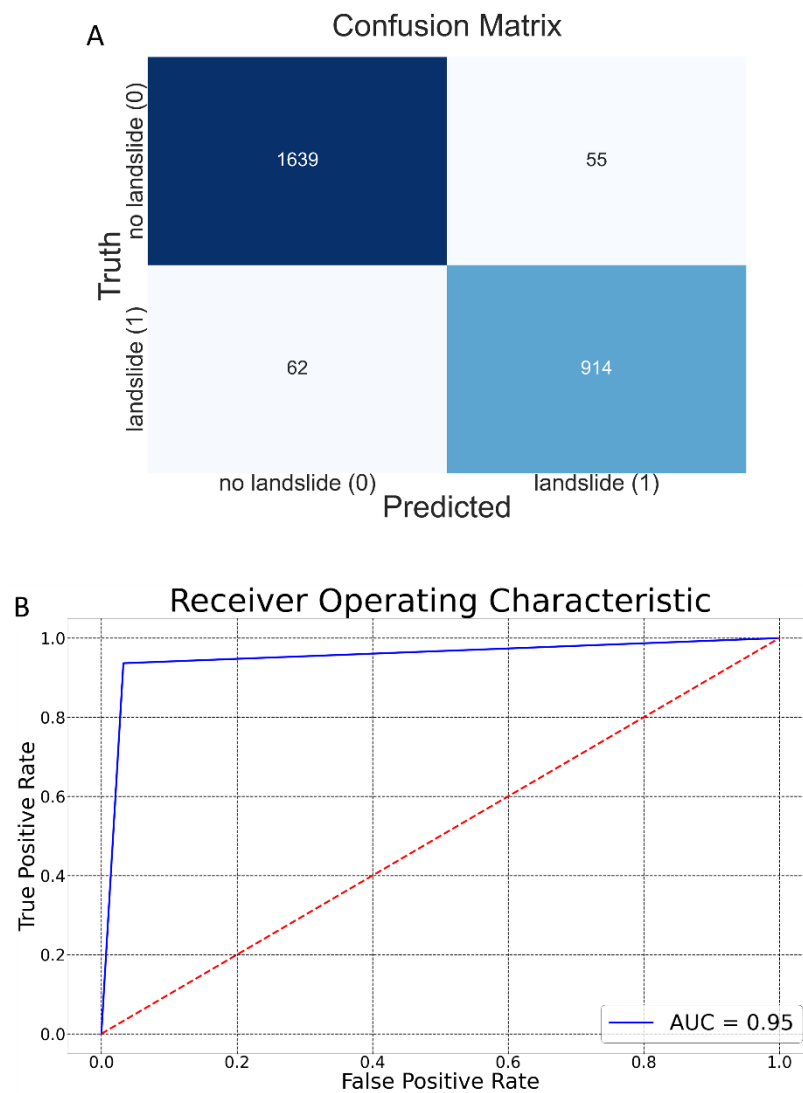 A
Confusion Matrix
Truth
no landslide (0)
1639
55
landslide (1)
62
914
no landslide (0)
landslide (1)
Predicted
B
Receiver Operating Characteristic
True Positive Rate
1.0
0.8
0.6
0.4
0.2
0.0
AUC = 0.95
0.0
0.2
0.4
0.6
0.8
1.0
False Positive Rate